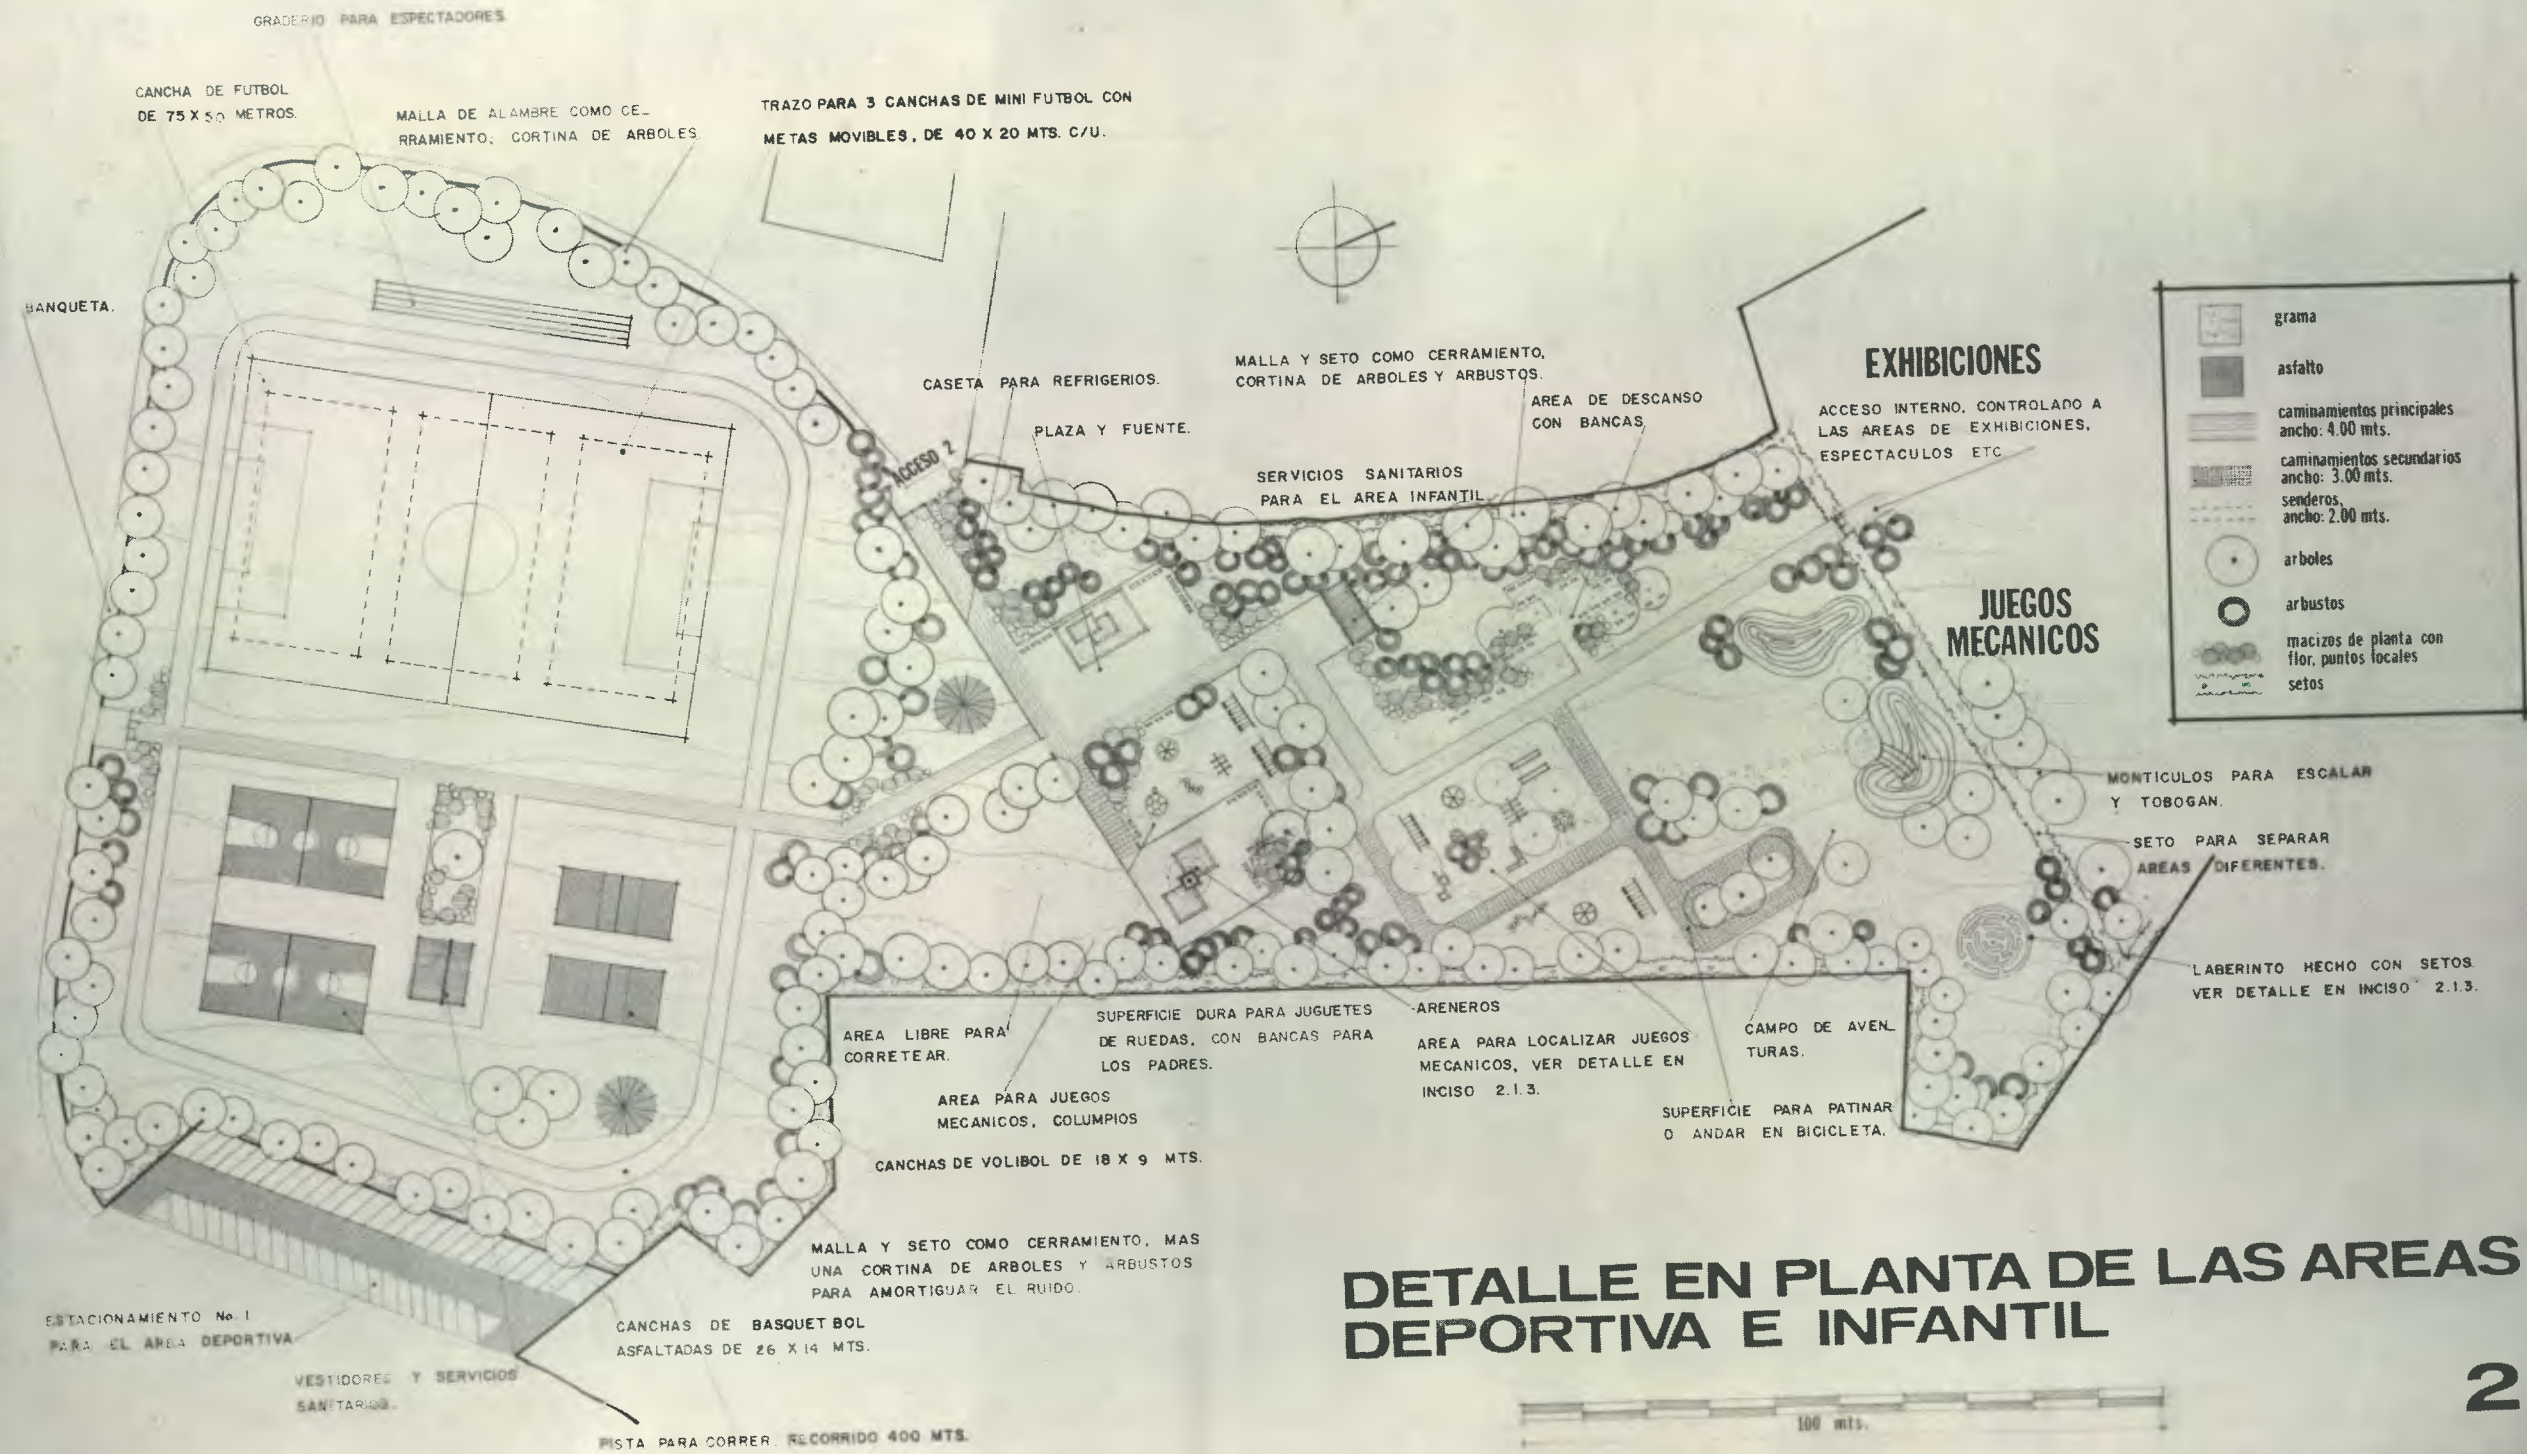 GRADERIO PARA ESPECTADORES
CANCHA DE FUTBOL
DE 75 X 50 METROS.
MALLA DE ALAMBRE COMO CE_
RRAMIENTO; CORTINA DE ARBOLES
TRAZO PARA 3 CANCHAS DE MINI FUTBOL CON
METAS MOVIBLES, DE 40 X 20 MTS. C/U.
BANQUETA.
CASETA PARA REFRIGERIOS.
PLAZA Y FUENTE.
ACCESO 2
MALLA Y SETO COMO CERRAMIENTO,
CORTINA DE ARBOLES Y ARBUSTOS.
AREA DE DESCANSO
CON BANCAS
SERVICIOS SANITARIOS
PARA EL AREA INFANTIL
EXHIBICIONES
ACCESO INTERNO, CONTROLADO A
LAS AREAS DE EXHIBICIONES,
ESPECTACULOS ETC
JUEGOS
MECANICOS
grama
asfalto
caminamientos principales
ancho: 4.00 mts.
caminamientos secundarios
ancho: 3.00 mts.
senderos,
ancho: 2.00 mts.
arboles
arbustos
macizos de planta con
flor, puntos focales
setos
MONTICULOS PARA ESCALAR
Y TOBOGAN.
SETO PARA SEPARAR
AREAS DIFERENTES.
LABERINTO HECHO CON SETOS
VER DETALLE EN INCISO 2.1.3.
AREA LIBRE PARA
CORRETEAR.
SUPERFICIE DURA PARA JUGUETES
DE RUEDAS, CON BANCAS PARA
LOS PADRES.
ARENEROS
AREA PARA LOCALIZAR JUEGOS
MECANICOS, VER DETALLE EN
INCISO 2.1.3.
CAMPO DE AVEN_
TURAS.
AREA PARA JUEGOS
MECANICOS, COLUMPIOS
SUPERFICIE PARA PATINAR
O ANDAR EN BICICLETA.
CANCHAS DE VOLIBOL DE 18 X 9 MTS.
MALLA Y SETO COMO CERRAMIENTO, MAS
UNA CORTINA DE ARBOLES Y ARBUSTOS
PARA AMORTIGUAR EL RUIDO.
ESTACIONAMIENTO No. 1
PARA EL AREA DEPORTIVA
CANCHAS DE BASQUETBOL
ASFALTADAS DE 26 X 14 MTS.
VESTIDORES Y SERVICIOS
SANITARIOS.
PISTA PARA CORRER. RECORRIDO 400 MTS.
DETALLE EN PLANTA DE LAS AREAS
DEPORTIVA E INFANTIL
2
100 mts.